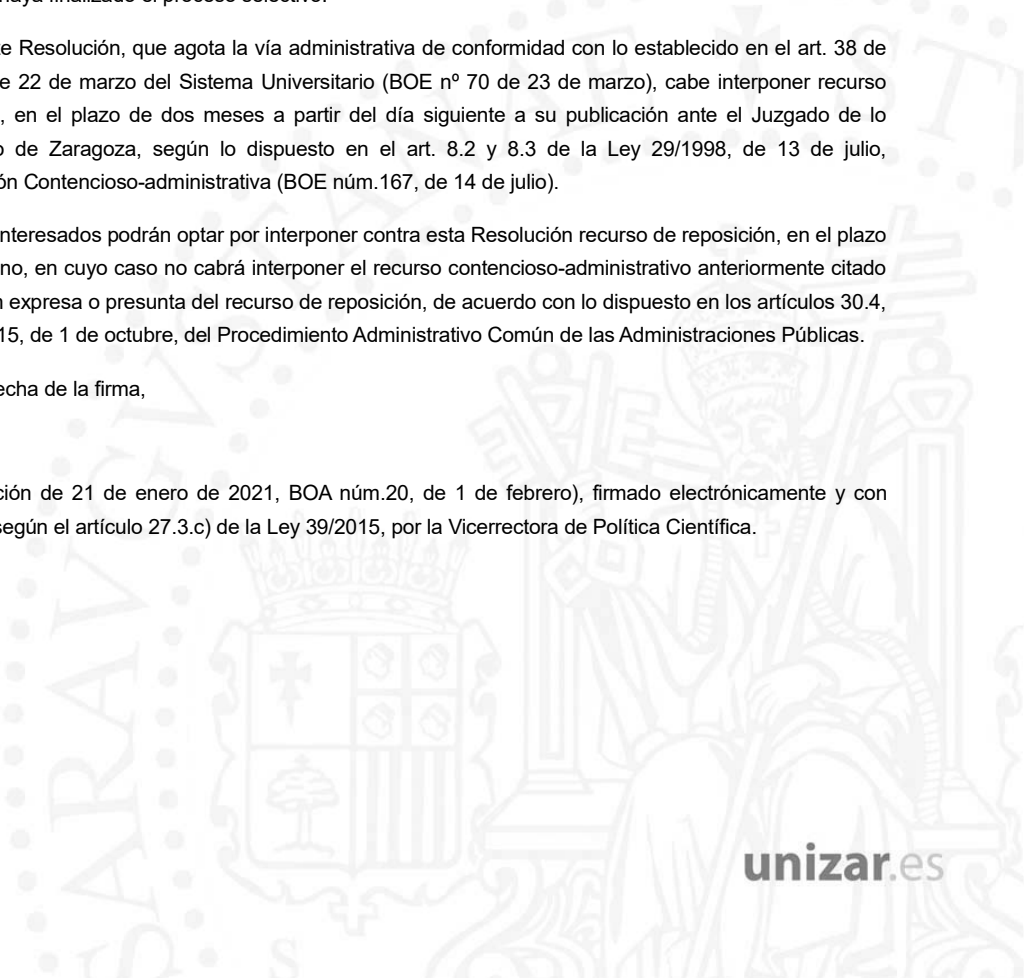 haya finalizado el proceso selectivo.
te Resolución, que agota la vía administrativa de conformidad con lo establecido en el art. 38 de
e 22 de marzo del Sistema Universitario (BOE nº 70 de 23 de marzo), cabe interponer recurso
, en el plazo de dos meses a partir del día siguiente a su publicación ante el Juzgado de lo
o de Zaragoza, según lo dispuesto en el art. 8.2 y 8.3 de la Ley 29/1998, de 13 de julio,
ón Contencioso-administrativa (BOE núm.167, de 14 de julio).
nteresados podrán optar por interponer contra esta Resolución recurso de reposición, en el plazo
no, en cuyo caso no cabrá interponer el recurso contencioso-administrativo anteriormente citado
n expresa o presunta del recurso de reposición, de acuerdo con lo dispuesto en los artículos 30.4,
15, de 1 de octubre, del Procedimiento Administrativo Común de las Administraciones Públicas.
echa de la firma,
ción de 21 de enero de 2021, BOA núm.20, de 1 de febrero), firmado electrónicamente y con
según el artículo 27.3.c) de la Ley 39/2015, por la Vicerrectora de Política Científica.
unizar.es